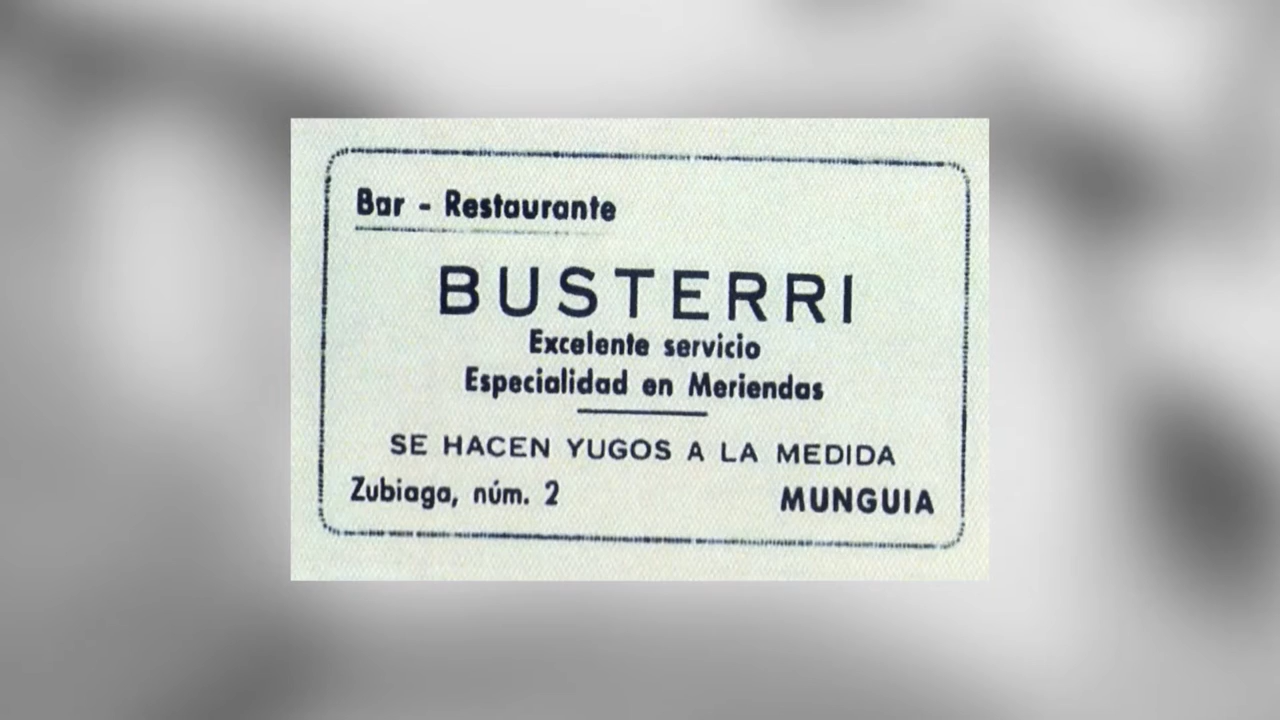 Bar - Restaurante
BUSTERRI
Excelente servicio
Especialidad en Meriendas
SE HACEN YUGOS A LA MEDIDA
Zubiaga, núm. 2 MUNGUIA